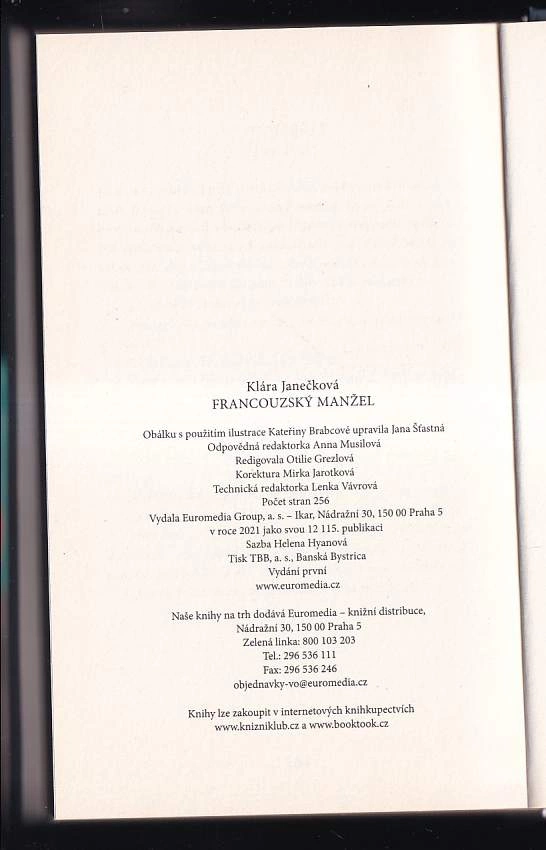 Klára Janečková
FRANCOUZSKÝ MANŽEL
Obálku s použitím ilustrace Kateřiny Brabcové upravila Jana Šťastná
Odpovědná redaktorka Anna Musilová
Redigovala Otilie Grezlová
Korektura Mirka Jarotková
Technická redaktorka Lenka Vávrová
Počet stran 256
Vydala Euromedia Group, a. s. – Ikar, Nádražní 30, 150 00 Praha 5
v roce 2021 jako svou 12 115. publikaci
Sazba Helena Hyanová
Tisk TBB, a. s., Banská Bystrica
Vydání první
www.euromedia.cz
Naše knihy na trh dodává Euromedia – knižní distribuce,
Nádražní 30, 150 00 Praha 5
Zelená linka: 800 103 203
Tel.: 296 536 111
Fax: 296 536 246
objednavky-vo@euromedia.cz
Knihy lze zakoupit v internetových knihkupectvích
www.knizniklub.cz a www.booktook.cz